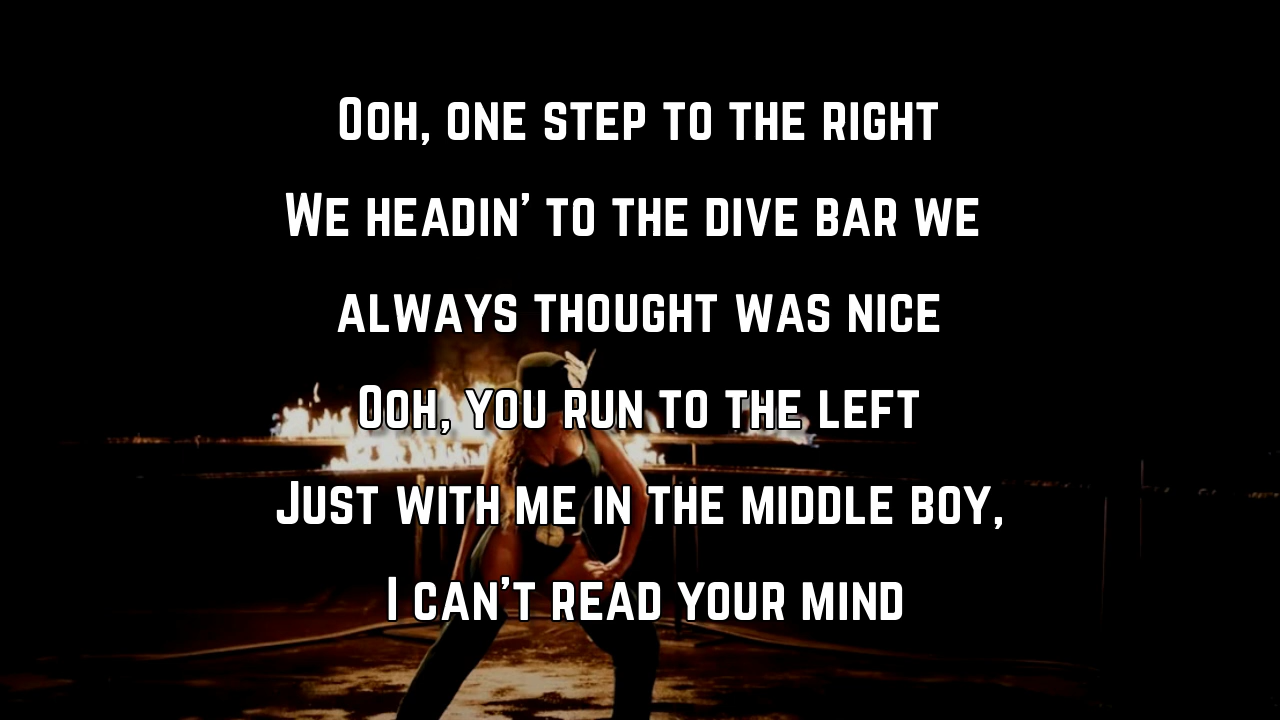 Ooh, one step to the right
We headin' to the dive bar we
always thought was nice
Ooh, you run to the left
Just with me in the middle boy,
I can't read your mind